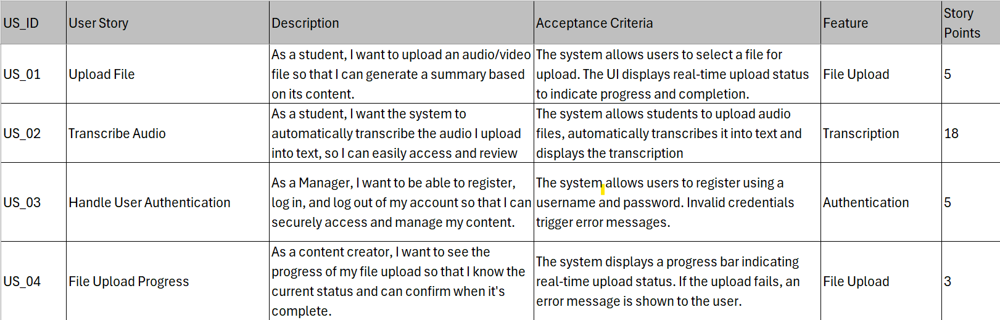 US_ID User Story Description Acceptance Criteria Feature Story Points
US_01 Upload File As a student, I want to upload an audio/video file so that I can generate a summary based on its content. The system allows users to select a file for upload. The UI displays real-time upload status to indicate progress and completion. File Upload 5
US_02 Transcribe Audio As a student, I want the system to automatically transcribe the audio I upload into text, so I can easily access and review The system allows students to upload audio files, automatically transcribes it into text and displays the transcription Transcription 18
US_03 Handle User Authentication As a Manager, I want to be able to register, log in, and log out of my account so that I can securely access and manage my content. The system allows users to register using a username and password. Invalid credentials trigger error messages. Authentication 5
US_04 File Upload Progress As a content creator, I want to see the progress of my file upload so that I know the current status and can confirm when it's complete. The system displays a progress bar indicating real-time upload status. If the upload fails, an error message is shown to the user. File Upload 3